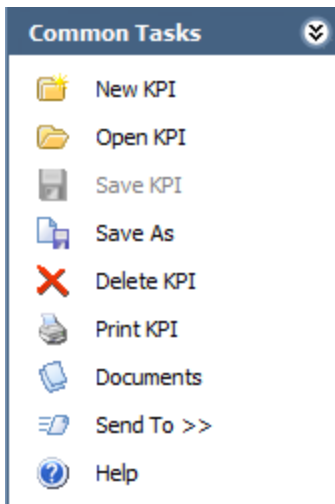 Common Tasks
New KPI
Open KPI
Save KPI
Save As
Delete KPI
Print KPI
Documents
Send To >>
Help